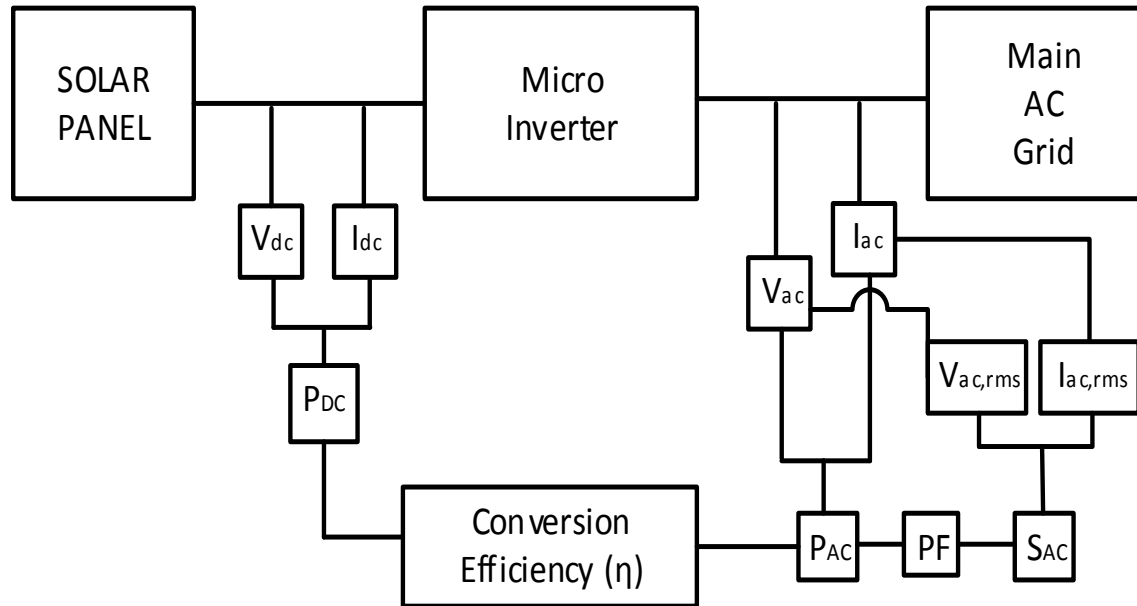 SOLAR
PANEL
Micro
Inverter
Main
AC
Grid
Vdc
Idc
Iac
Vac
Vac,rms
Iac,rms
PDC
Conversion
Efficiency (η)
PAC
PF
SAC